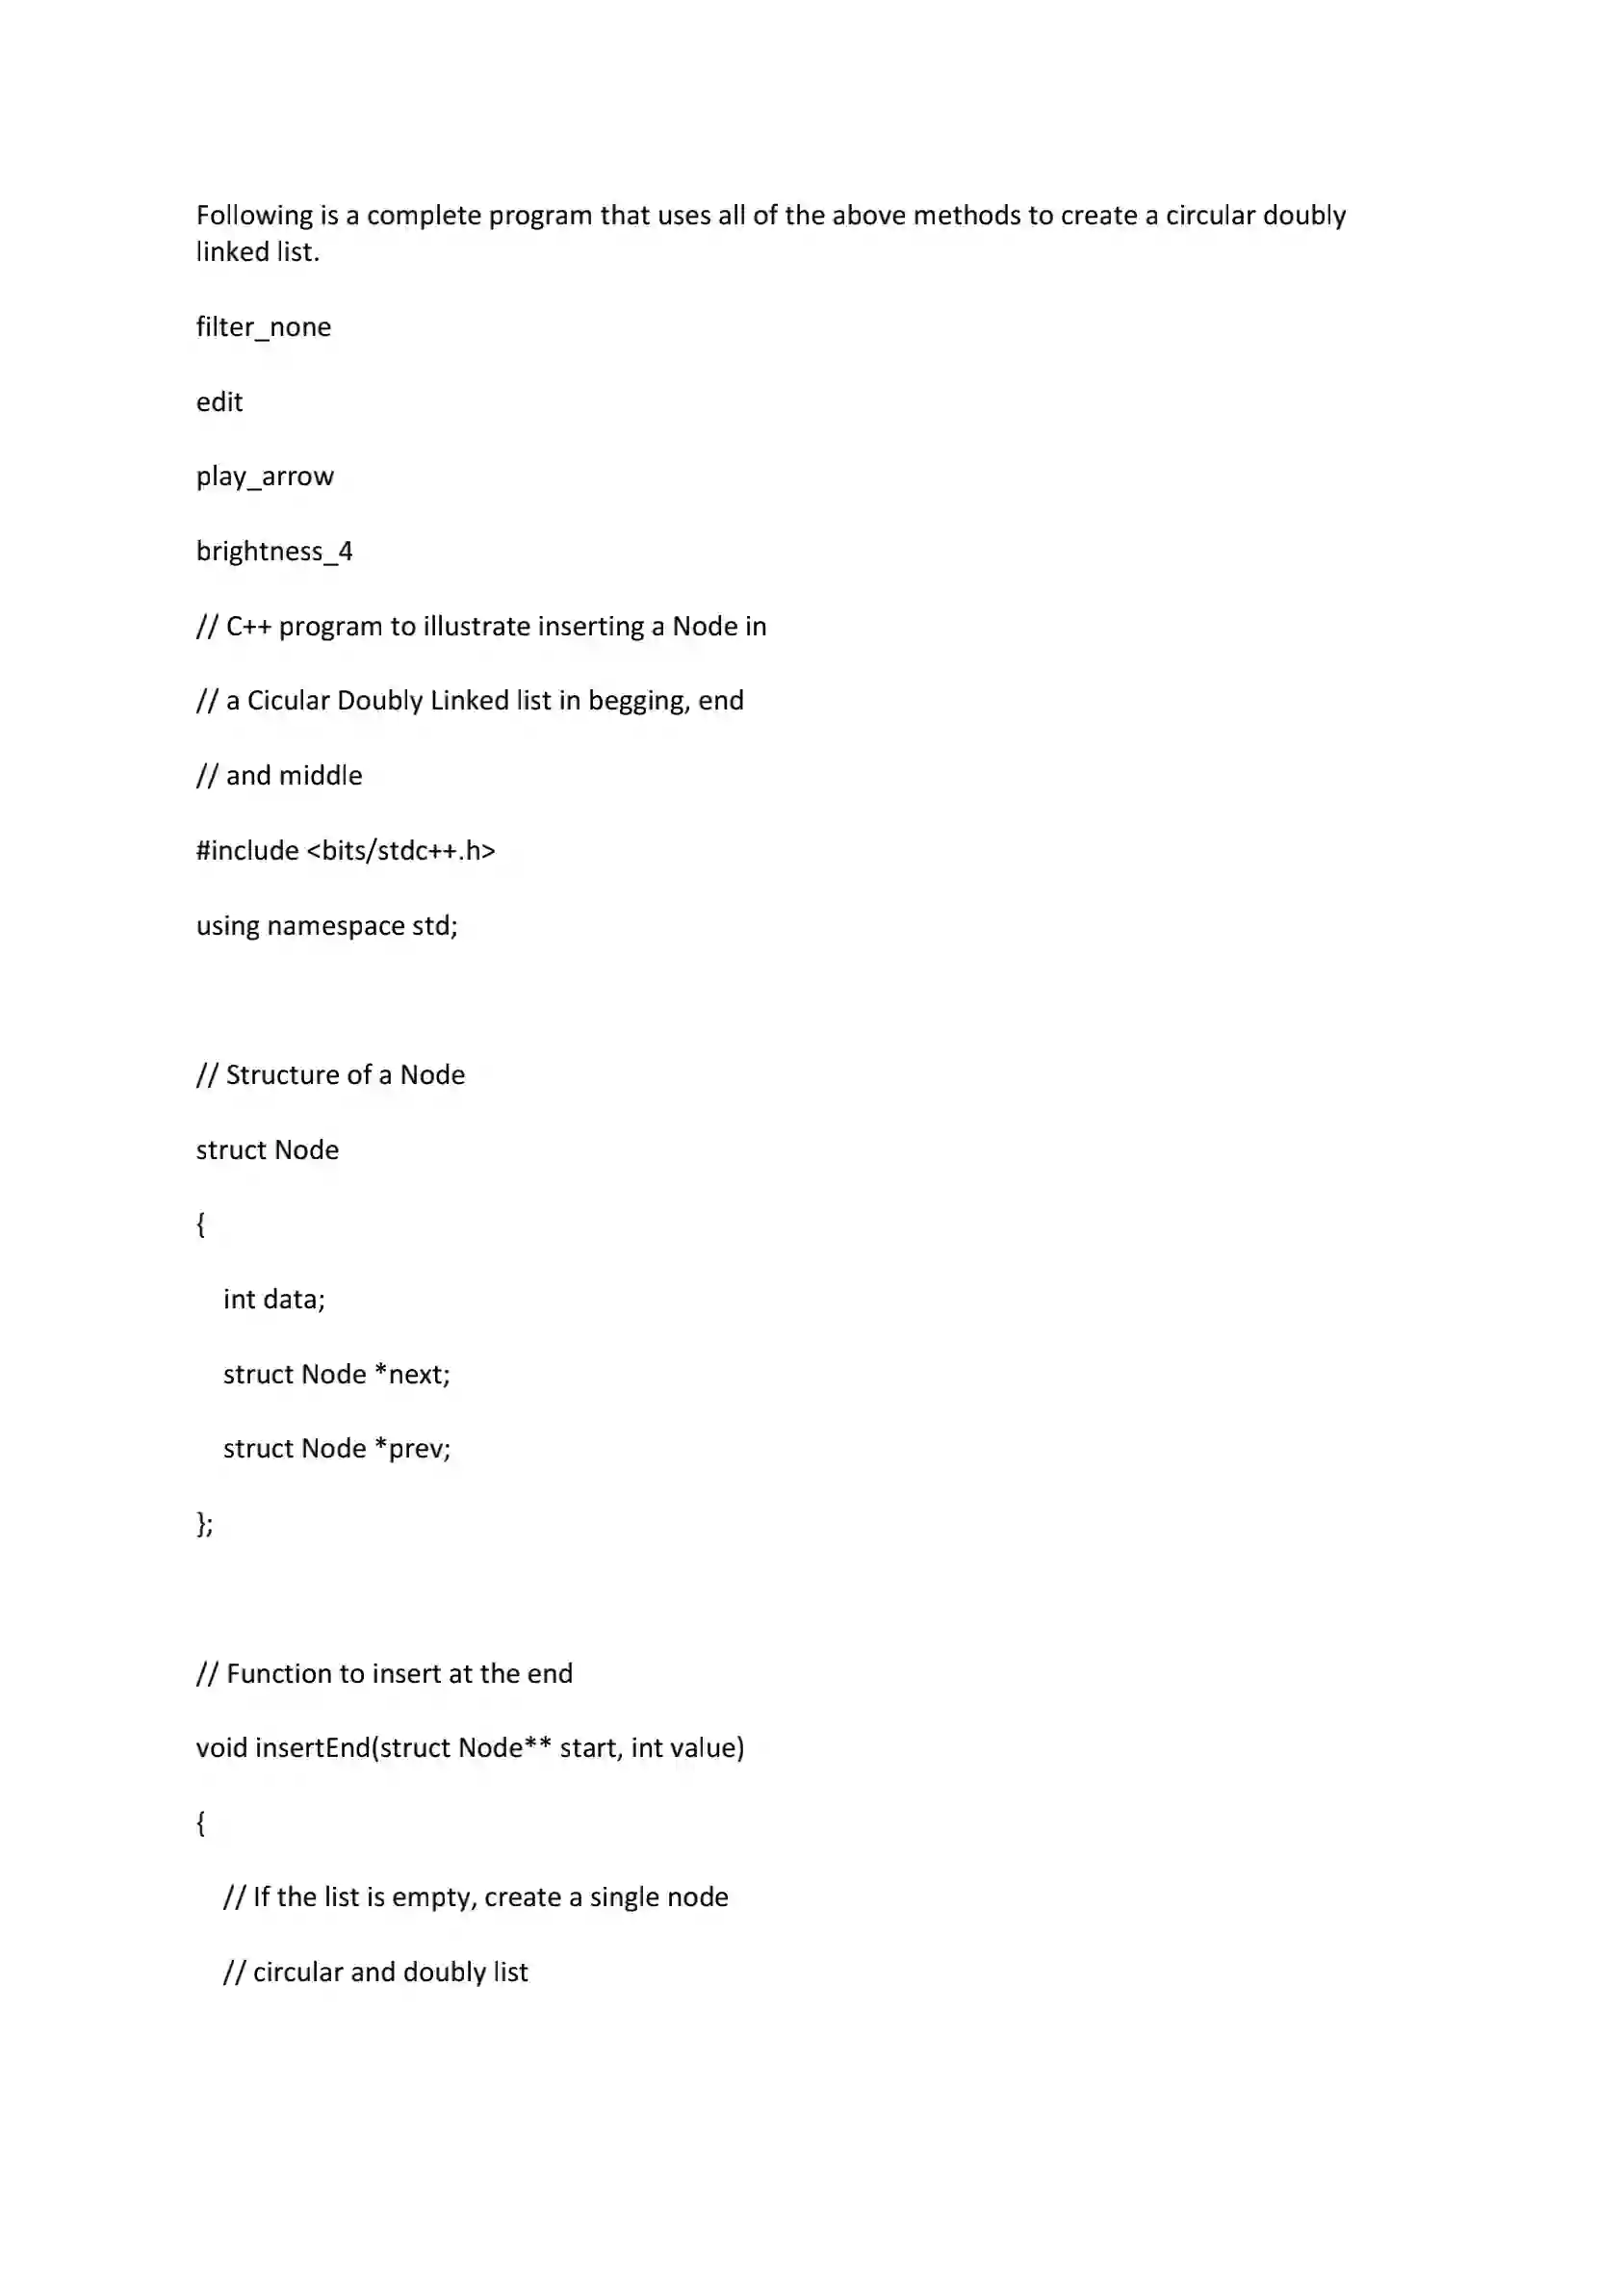 Following is a complete program that uses all of the above methods to create a circular doubly
linked list.
filter_none
edit
play_arrow
brightness_4
// C++ program to illustrate inserting a Node in
// a Cicular Doubly Linked list in begging, end
// and middle
#include <bits/stdc++.h>
using namespace std;
// Structure of a Node
struct Node
{
    int data;
    struct Node *next;
    struct Node *prev;
};
// Function to insert at the end
void insertEnd(struct Node** start, int value)
{
    // If the list is empty, create a single node
    // circular and doubly list